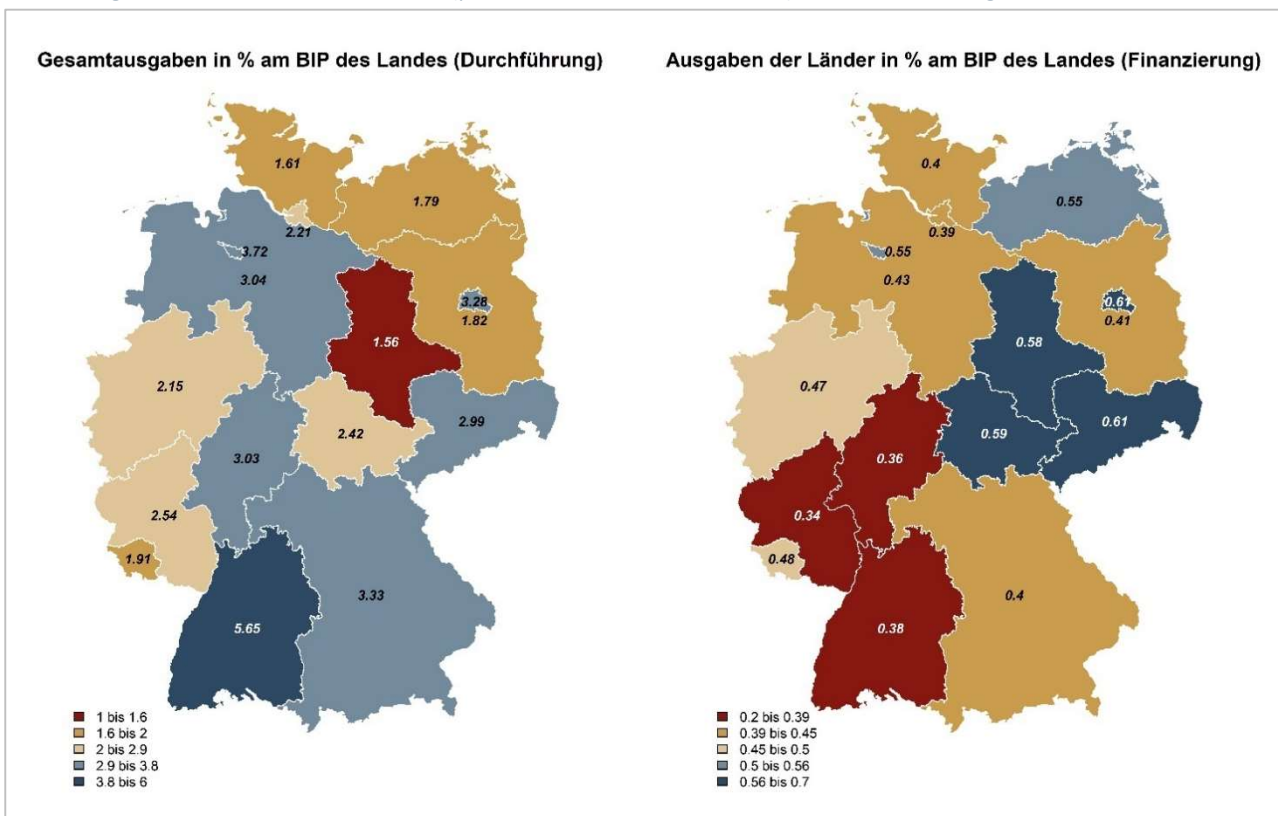 Gesamtausgaben in % am BIP des Landes (Durchführung)
1.61
1.79
2.21
3.72
3.04
3.28
1.82
1.56
2.15
2.42
2.99
3.03
2.54
1.91
3.33
5.65
1 bis 1.6
1.6 bis 2
2 bis 2.9
2.9 bis 3.8
3.8 bis 6
Ausgaben der Länder in % am BIP des Landes (Finanzierung)
0.4
0.55
0.39
0.55
0.43
0.61
0.41
0.58
0.47
0.59
0.61
0.36
0.34
0.48
0.4
0.38
0.2 bis 0.39
0.39 bis 0.45
0.45 bis 0.5
0.5 bis 0.56
0.56 bis 0.7